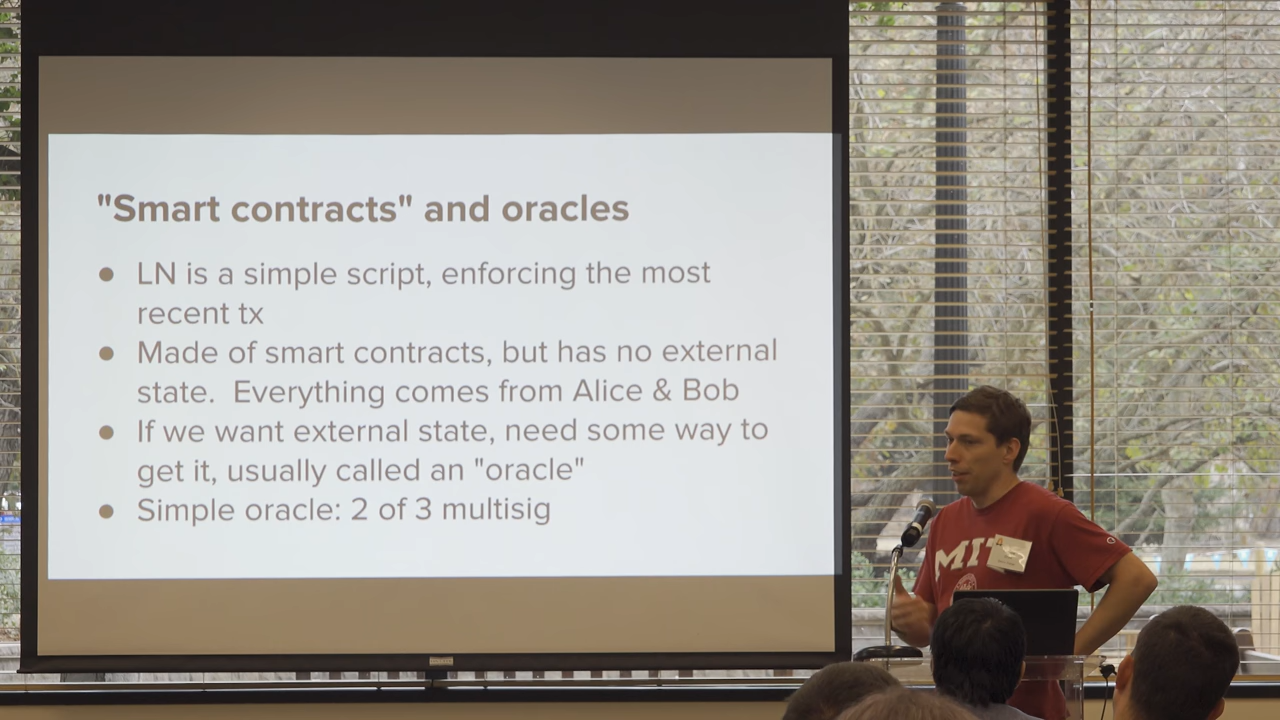 "Smart contracts" and oracles
● LN is a simple script, enforcing the most
recent tx
● Made of smart contracts, but has no external
state.  Everything comes from Alice & Bob
● If we want external state, need some way to
get it, usually called an "oracle"
● Simple oracle: 2 of 3 multisig
MIT